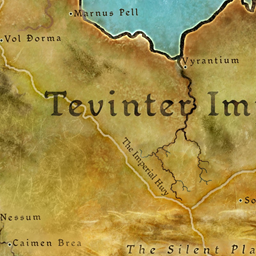 Marnus Pell
Vol Dorma
Vyrantium
Tevinter Im
The Imperial Hwy
So
Nessum
Caimen Brea
The Silent Pla